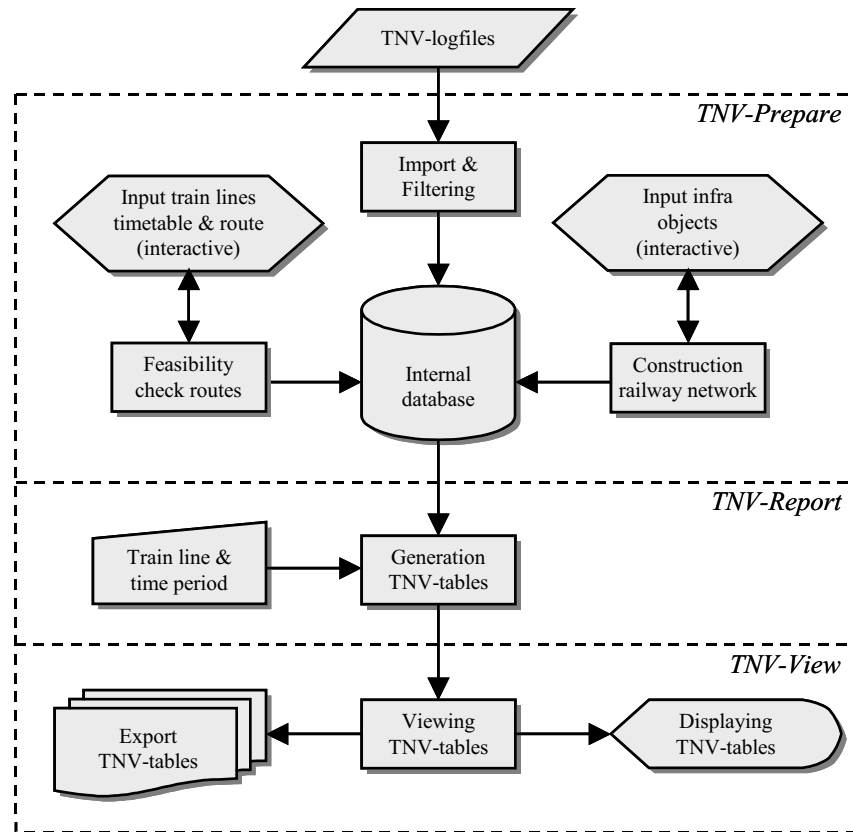 TNV-logfiles
TNV-Prepare
Import &
Filtering
Input train lines
timetable & route
(interactive)
Input infra
objects
(interactive)
Feasibility
check routes
Internal
database
Construction
railway network
TNV-Report
Train line &
time period
Generation
TNV-tables
TNV-View
Export
TNV-tables
Viewing
TNV-tables
Displaying
TNV-tables